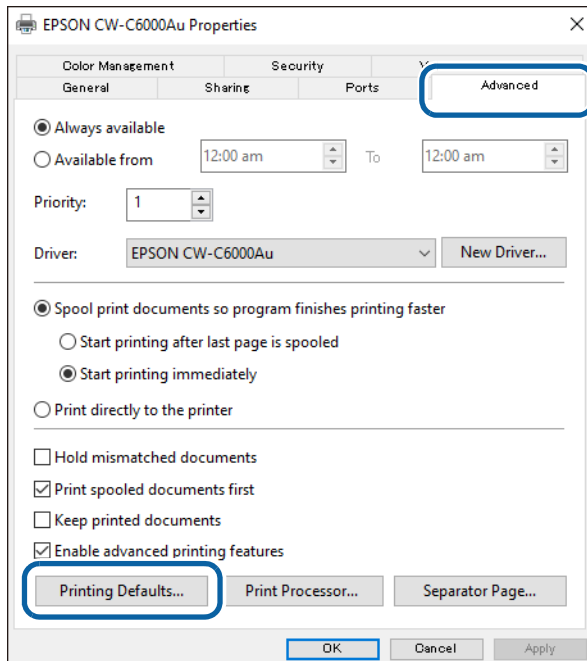 EPSON CW-C6000Au Properties
Color Management Security
General Sharing Ports Advanced
Always available
Available from 12:00 am To 12:00 am
Priority: 1
Driver: EPSON CW-C6000Au New Driver...
Spool print documents so program finishes printing faster
Start printing after last page is spooled
Start printing immediately
Print directly to the printer
Hold mismatched documents
Print spooled documents first
Keep printed documents
Enable advanced printing features
Printing Defaults... Print Processor... Separator Page...
OK Cancel Apply